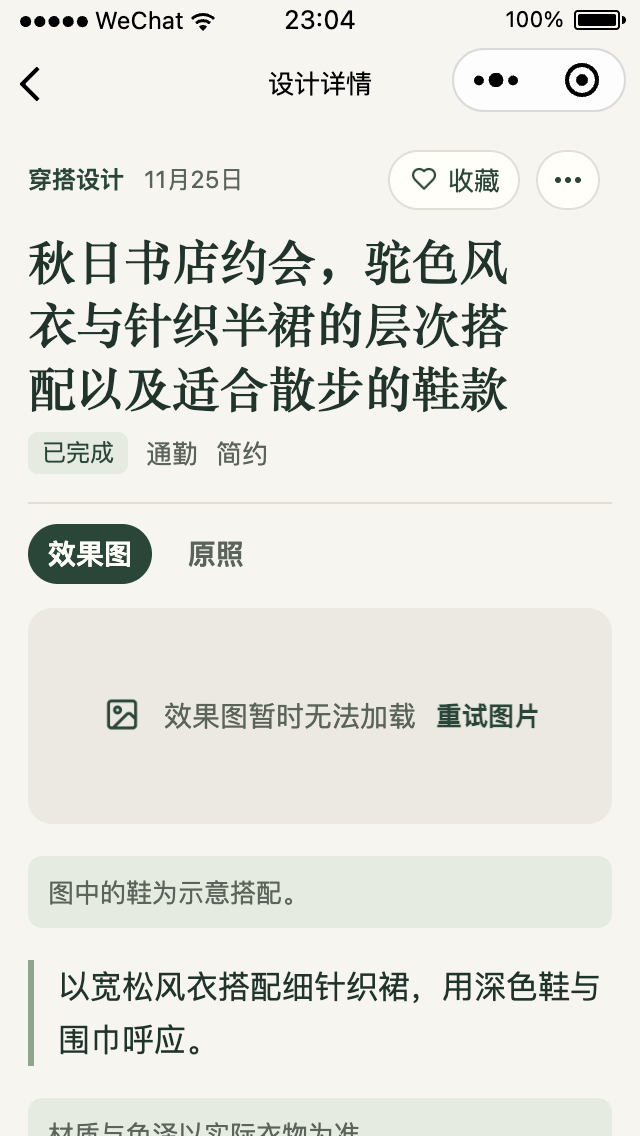 WeChat 23:04 100%
设计详情
穿搭设计 11月25日 收藏
秋日书店约会，驼色风
衣与针织半裙的层次搭
配以及适合散步的鞋款
已完成 通勤 简约
效果图 原照
效果图暂时无法加载 重试图片
图中的鞋为示意搭配。
以宽松风衣搭配细针织裙，用深色鞋与
围巾呼应。
材质与色泽以实际衣物为准